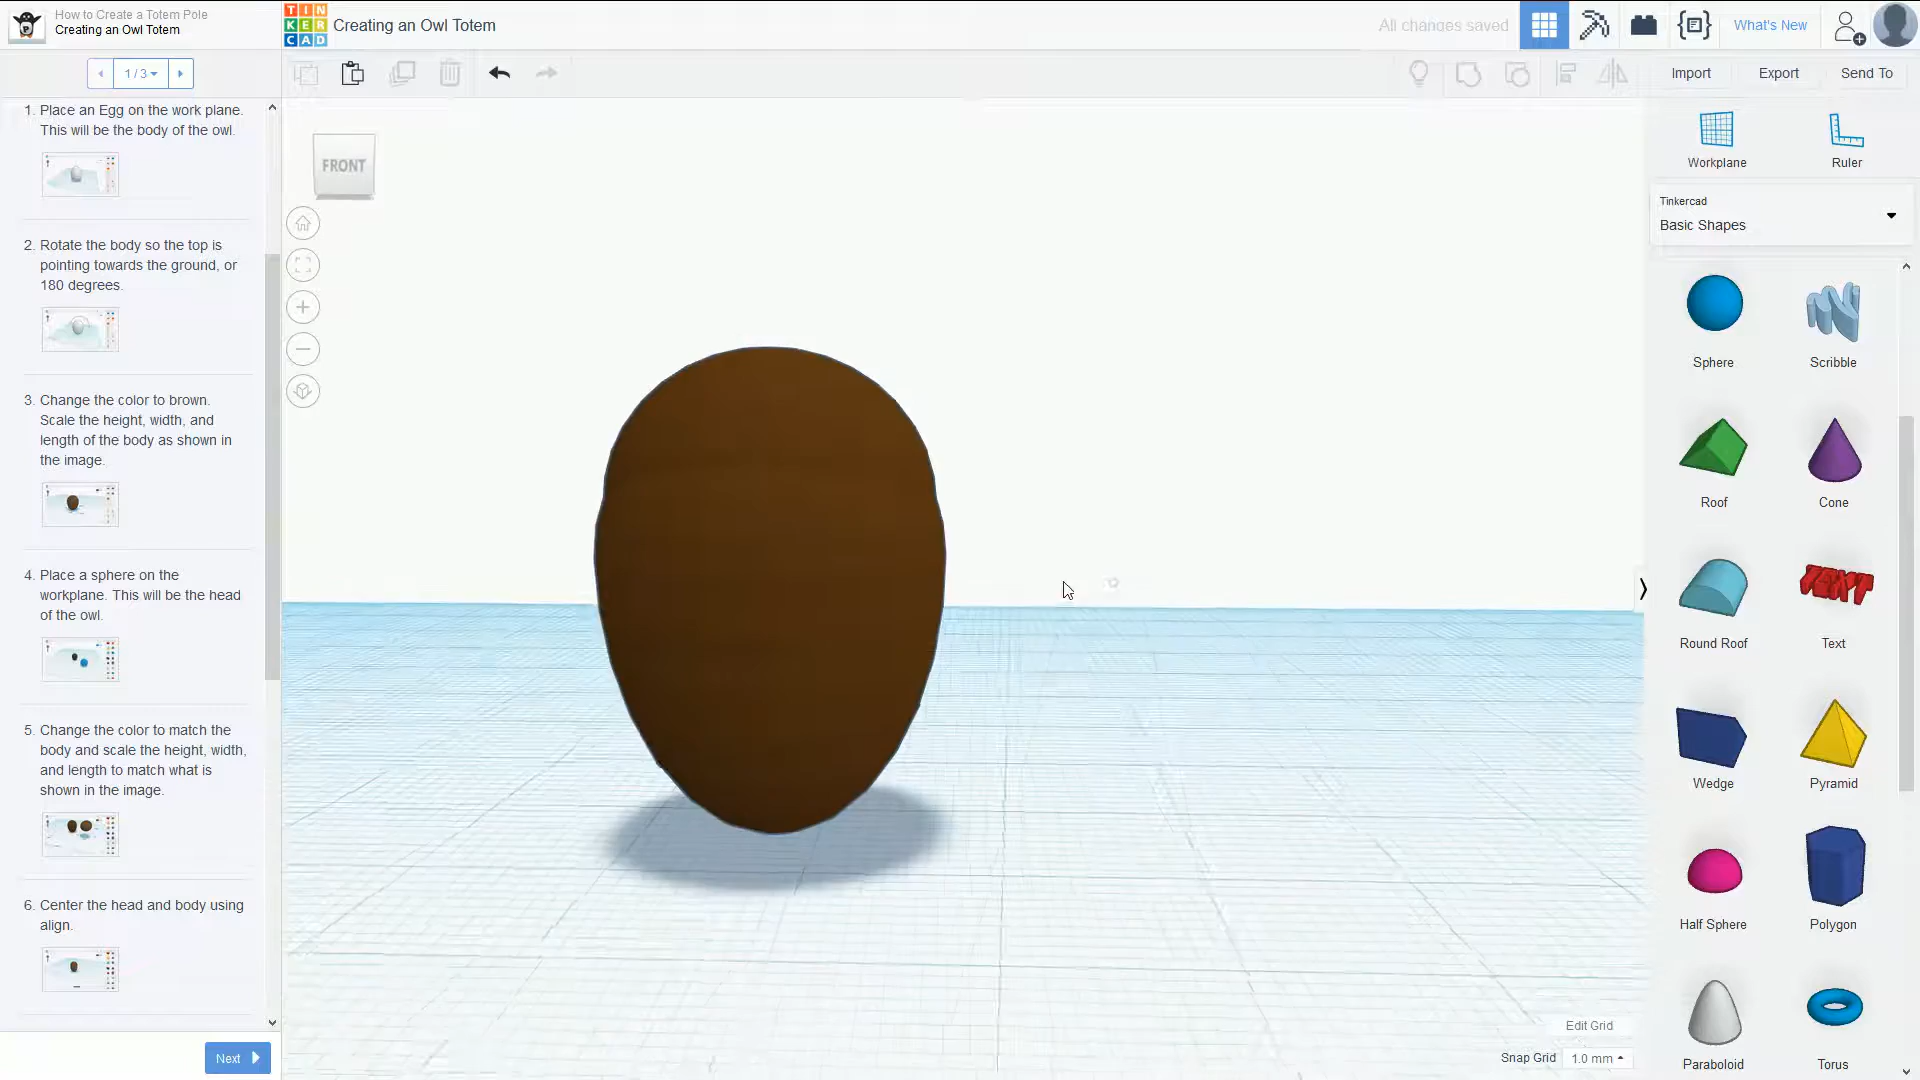 How to Create a Totem Pole
Creating an Owl Totem
TIN
KER
CAD
Creating an Owl Totem
All changes saved
What's New
1 / 3
Import
Export
Send To
1. Place an Egg on the work plane.
This will be the body of the owl.
2. Rotate the body so the top is
pointing towards the ground, or
180 degrees.
3. Change the color to brown.
Scale the height, width, and
length of the body as shown in
the image.
4. Place a sphere on the
workplane. This will be the head
of the owl.
5. Change the color to match the
body and scale the height, width,
and length to match what is
shown in the image.
6. Center the head and body using
align.
Next
FRONT
Workplane
Ruler
Tinkercad
Basic Shapes
Sphere
Scribble
Roof
Cone
Round Roof
TEXT
Text
Wedge
Pyramid
Half Sphere
Polygon
Paraboloid
Torus
Edit Grid
Snap Grid
1.0 mm